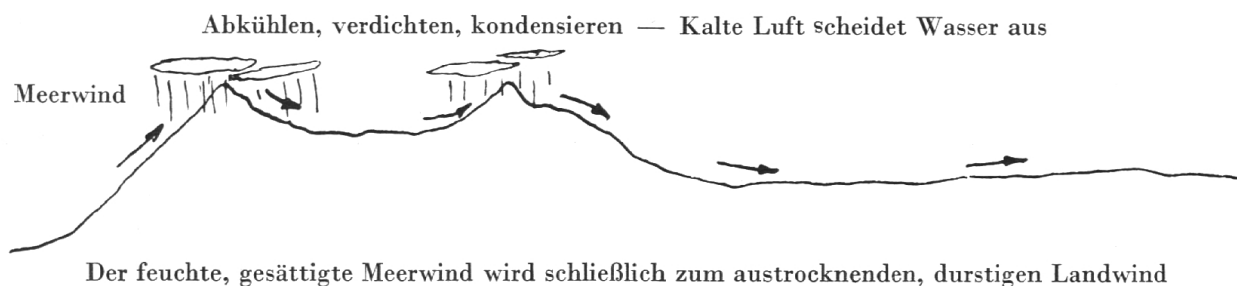 Abkühlen, verdichten, kondensieren — Kalte Luft scheidet Wasser aus
Meerwind
Der feuchte, gesättigte Meerwind wird schließlich zum austrocknenden, durstigen Landwind